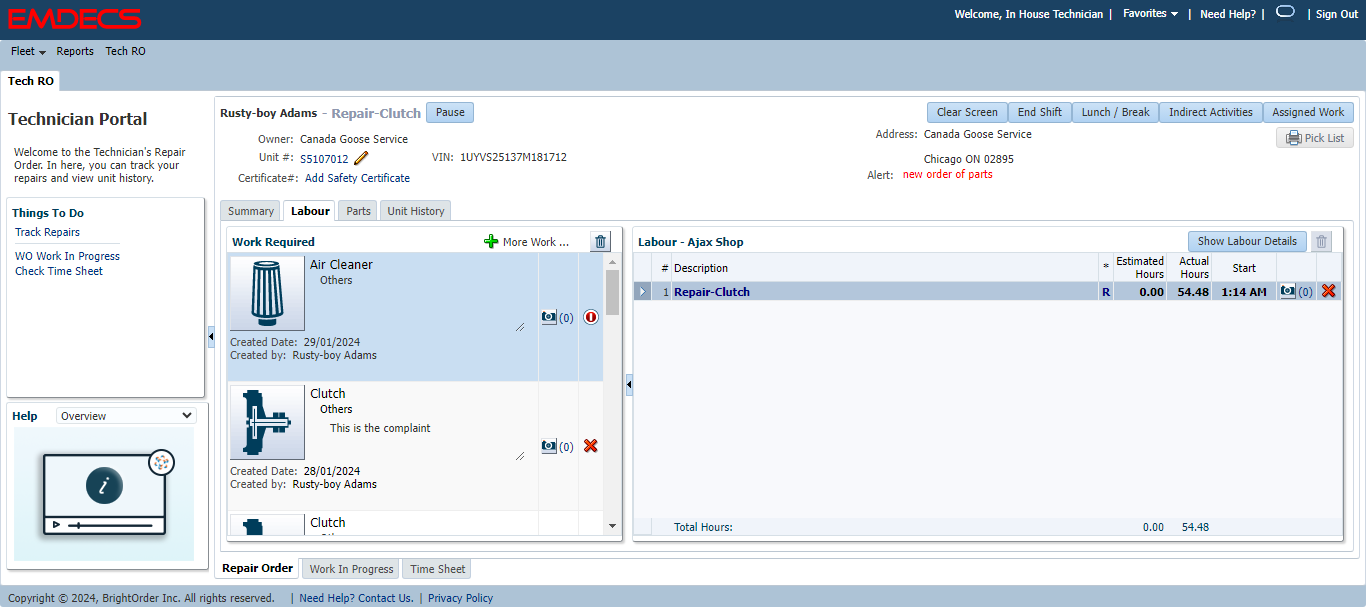 EMDECS
Welcome, In House Technician | Favorites | Need Help? | | Sign Out
Fleet Reports Tech RO
Tech RO
Technician Portal
Welcome to the Technician's Repair
Order. In here, you can track your
repairs and view unit history.
Things To Do
Track Repairs
WO Work In Progress
Check Time Sheet
Help Overview
i
Rusty-boy Adams - Repair-Clutch Pause
Clear Screen End Shift Lunch / Break Indirect Activities Assigned Work
Owner: Canada Goose Service
Unit #: S5107012 VIN: 1UYVS25137M181712
Certificate#: Add Safety Certificate
Address: Canada Goose Service
Pick List
Chicago ON 02895
Alert: new order of parts
Summary Labour Parts Unit History
Work Required More Work ...
Air Cleaner
Others
(0)
Created Date: 29/01/2024
Created by: Rusty-boy Adams
Clutch
Others
This is the complaint
(0)
Created Date: 28/01/2024
Created by: Rusty-boy Adams
Clutch
Labour - Ajax Shop Show Labour Details
# Description * Estimated Hours Actual Hours Start
1 Repair-Clutch R 0.00 54.48 1:14 AM (0)
Total Hours: 0.00 54.48
Repair Order Work In Progress Time Sheet
Copyright © 2024, BrightOrder Inc. All rights reserved. | Need Help? Contact Us. | Privacy Policy